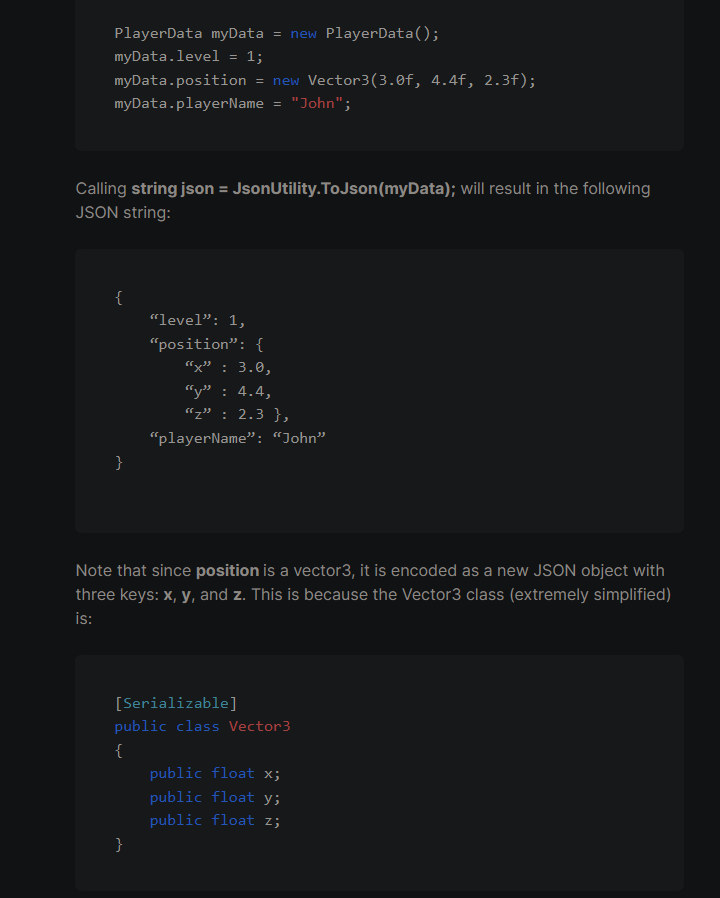 PlayerData myData = new PlayerData();
myData.level = 1;
myData.position = new Vector3(3.0f, 4.4f, 2.3f);
myData.playerName = "John";
Calling string json = JsonUtility.ToJson(myData); will result in the following
JSON string:
{
“level”: 1,
“position”: {
“x” : 3.0,
“y” : 4.4,
“z” : 2.3 },
“playerName”: “John”
}
Note that since position is a vector3, it is encoded as a new JSON object with
three keys: x, y, and z. This is because the Vector3 class (extremely simplified)
is:
[Serializable]
public class Vector3
{
public float x;
public float y;
public float z;
}